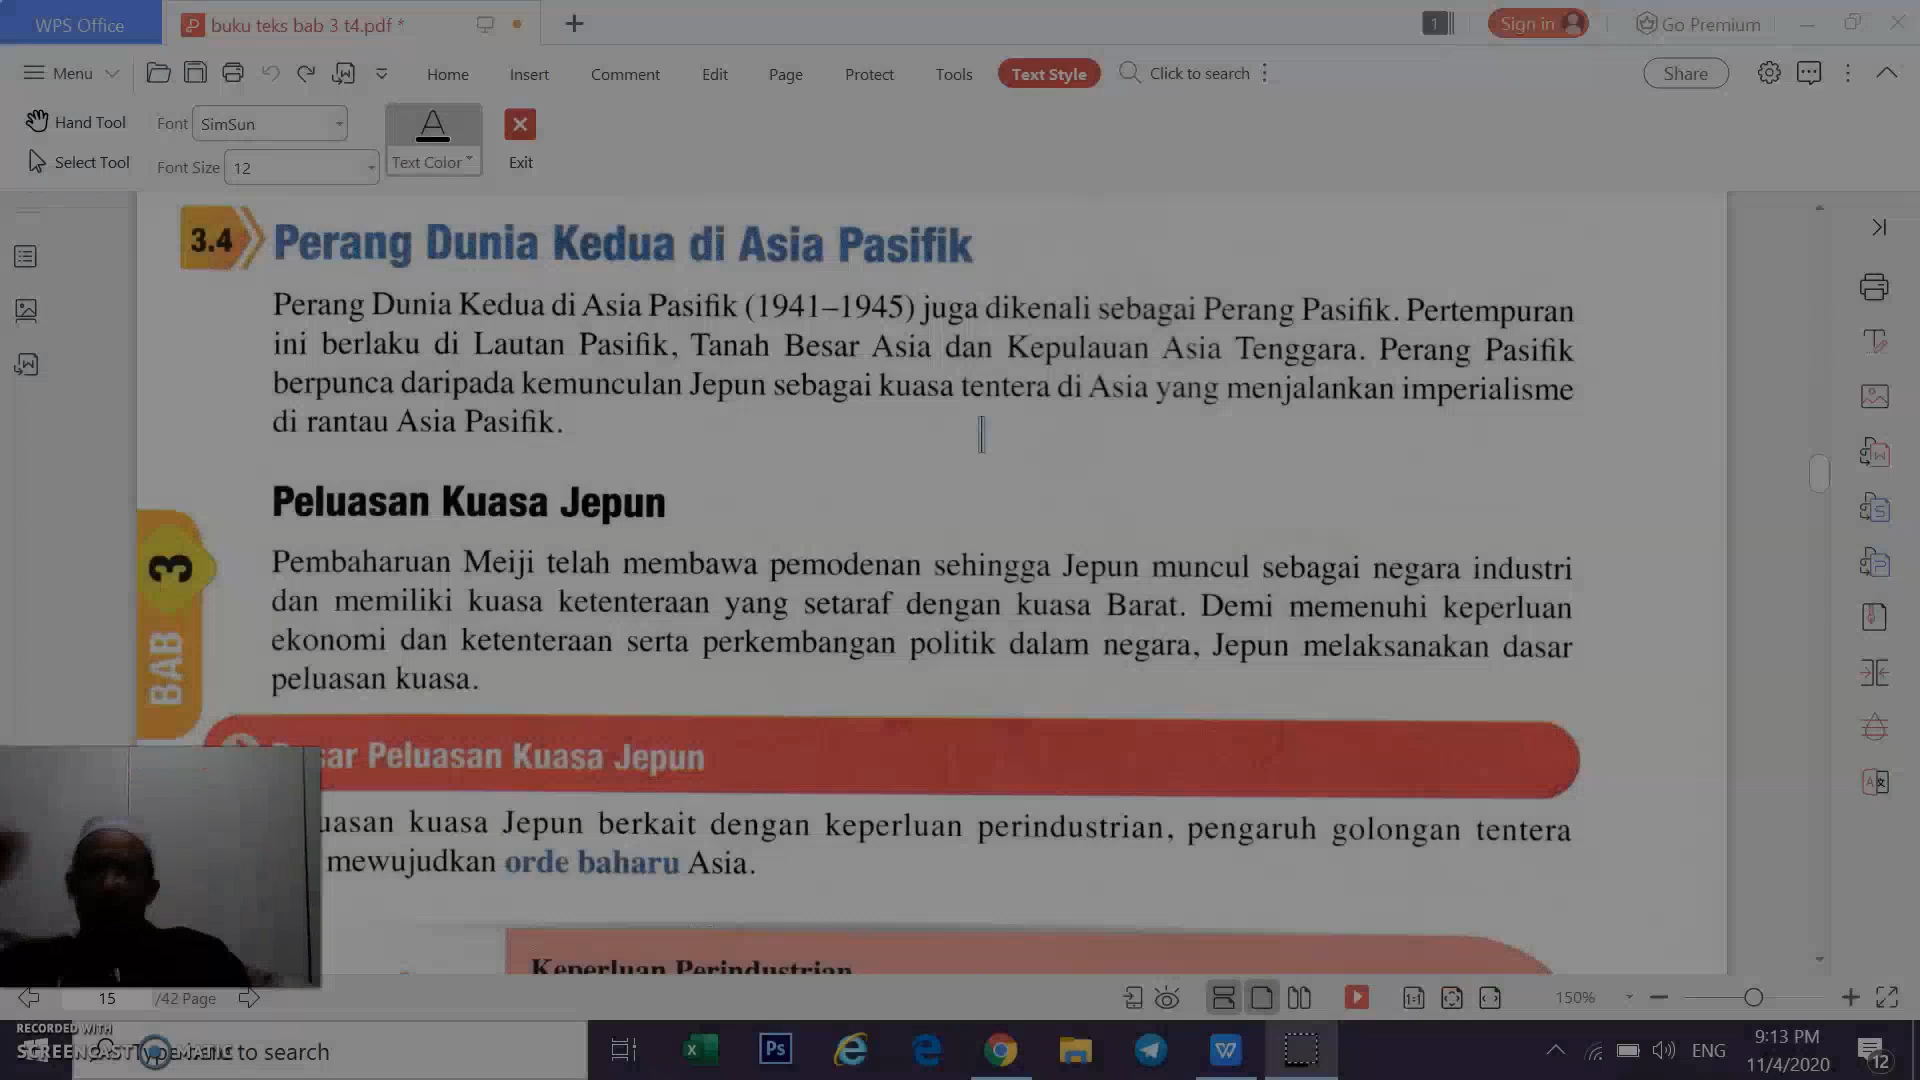 WPS Office
buku teks bab 3 t4.pdf *
1
Sign in
Go Premium
Menu
Home Insert Comment Edit Page Protect Tools Text Style Click to search
Share
Hand Tool
Font SimSun
Select Tool
Font Size 12
Text Color
Exit
3.4 Perang Dunia Kedua di Asia Pasifik
Perang Dunia Kedua di Asia Pasifik (1941–1945) juga dikenali sebagai Perang Pasifik. Pertempuran
ini berlaku di Lautan Pasifik, Tanah Besar Asia dan Kepulauan Asia Tenggara. Perang Pasifik
berpunca daripada kemunculan Jepun sebagai kuasa tentera di Asia yang menjalankan imperialisme
di rantau Asia Pasifik.
Peluasan Kuasa Jepun
Pembaharuan Meiji telah membawa pemodenan sehingga Jepun muncul sebagai negara industri
dan memiliki kuasa ketenteraan yang setaraf dengan kuasa Barat. Demi memenuhi keperluan
ekonomi dan ketenteraan serta perkembangan politik dalam negara, Jepun melaksanakan dasar
peluasan kuasa.
BAB 3
sar Peluasan Kuasa Jepun
uasan kuasa Jepun berkait dengan keperluan perindustrian, pengaruh golongan tentera
mewujudkan orde baharu Asia.
Keperluan Perindustrian
15 /42 Page
150%
RECORDED WITH
SCREENCAST MATIC
Type here to search
ENG
9:13 PM
11/4/2020
12